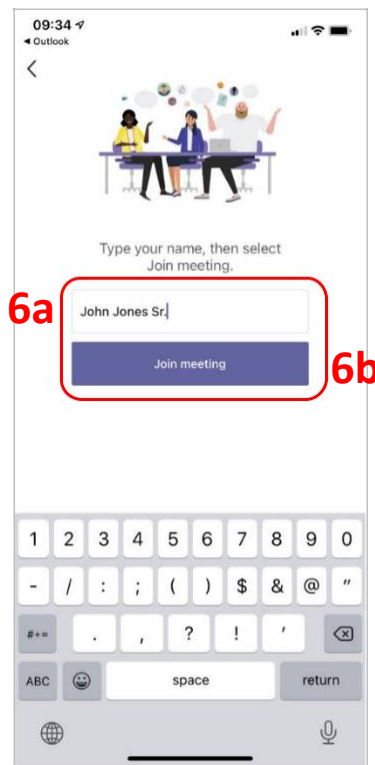 09:34
◀ Outlook
Type your name, then select
Join meeting.
6a
John Jones Sr.
Join meeting
6b
1 2 3 4 5 6 7 8 9 0
- / : ; ( ) $ & @ "
#+= . , ? ! '
ABC space return